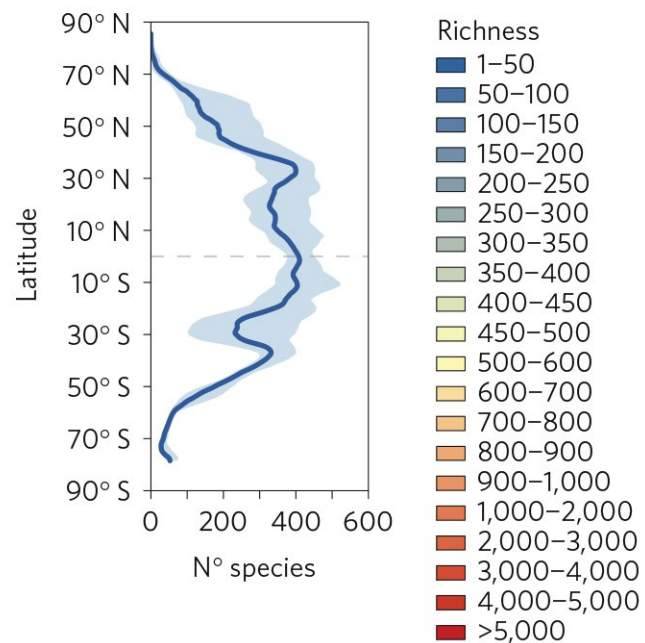 90° N
70° N
50° N
30° N
10° N
10° S
30° S
50° S
70° S
90° S
Latitude
0
200
400
600
N° species
Richness
1–50
50–100
100–150
150–200
200–250
250–300
300–350
350–400
400–450
450–500
500–600
600–700
700–800
800–900
900–1,000
1,000–2,000
2,000–3,000
3,000–4,000
4,000–5,000
>5,000